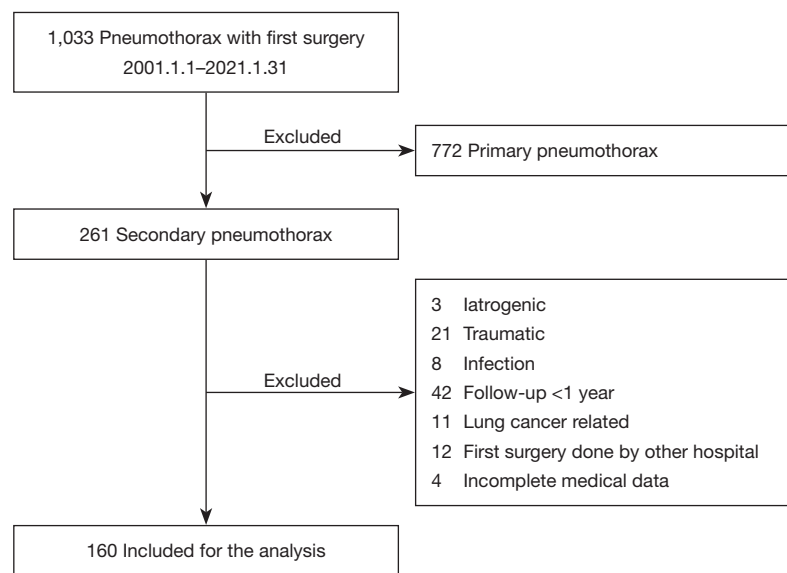 1,033 Pneumothorax with first surgery
2001.1.1–2021.1.31
Excluded
772 Primary pneumothorax
261 Secondary pneumothorax
Excluded
3 Iatrogenic
21 Traumatic
8 Infection
42 Follow-up <1 year
11 Lung cancer related
12 First surgery done by other hospital
4 Incomplete medical data
160 Included for the analysis